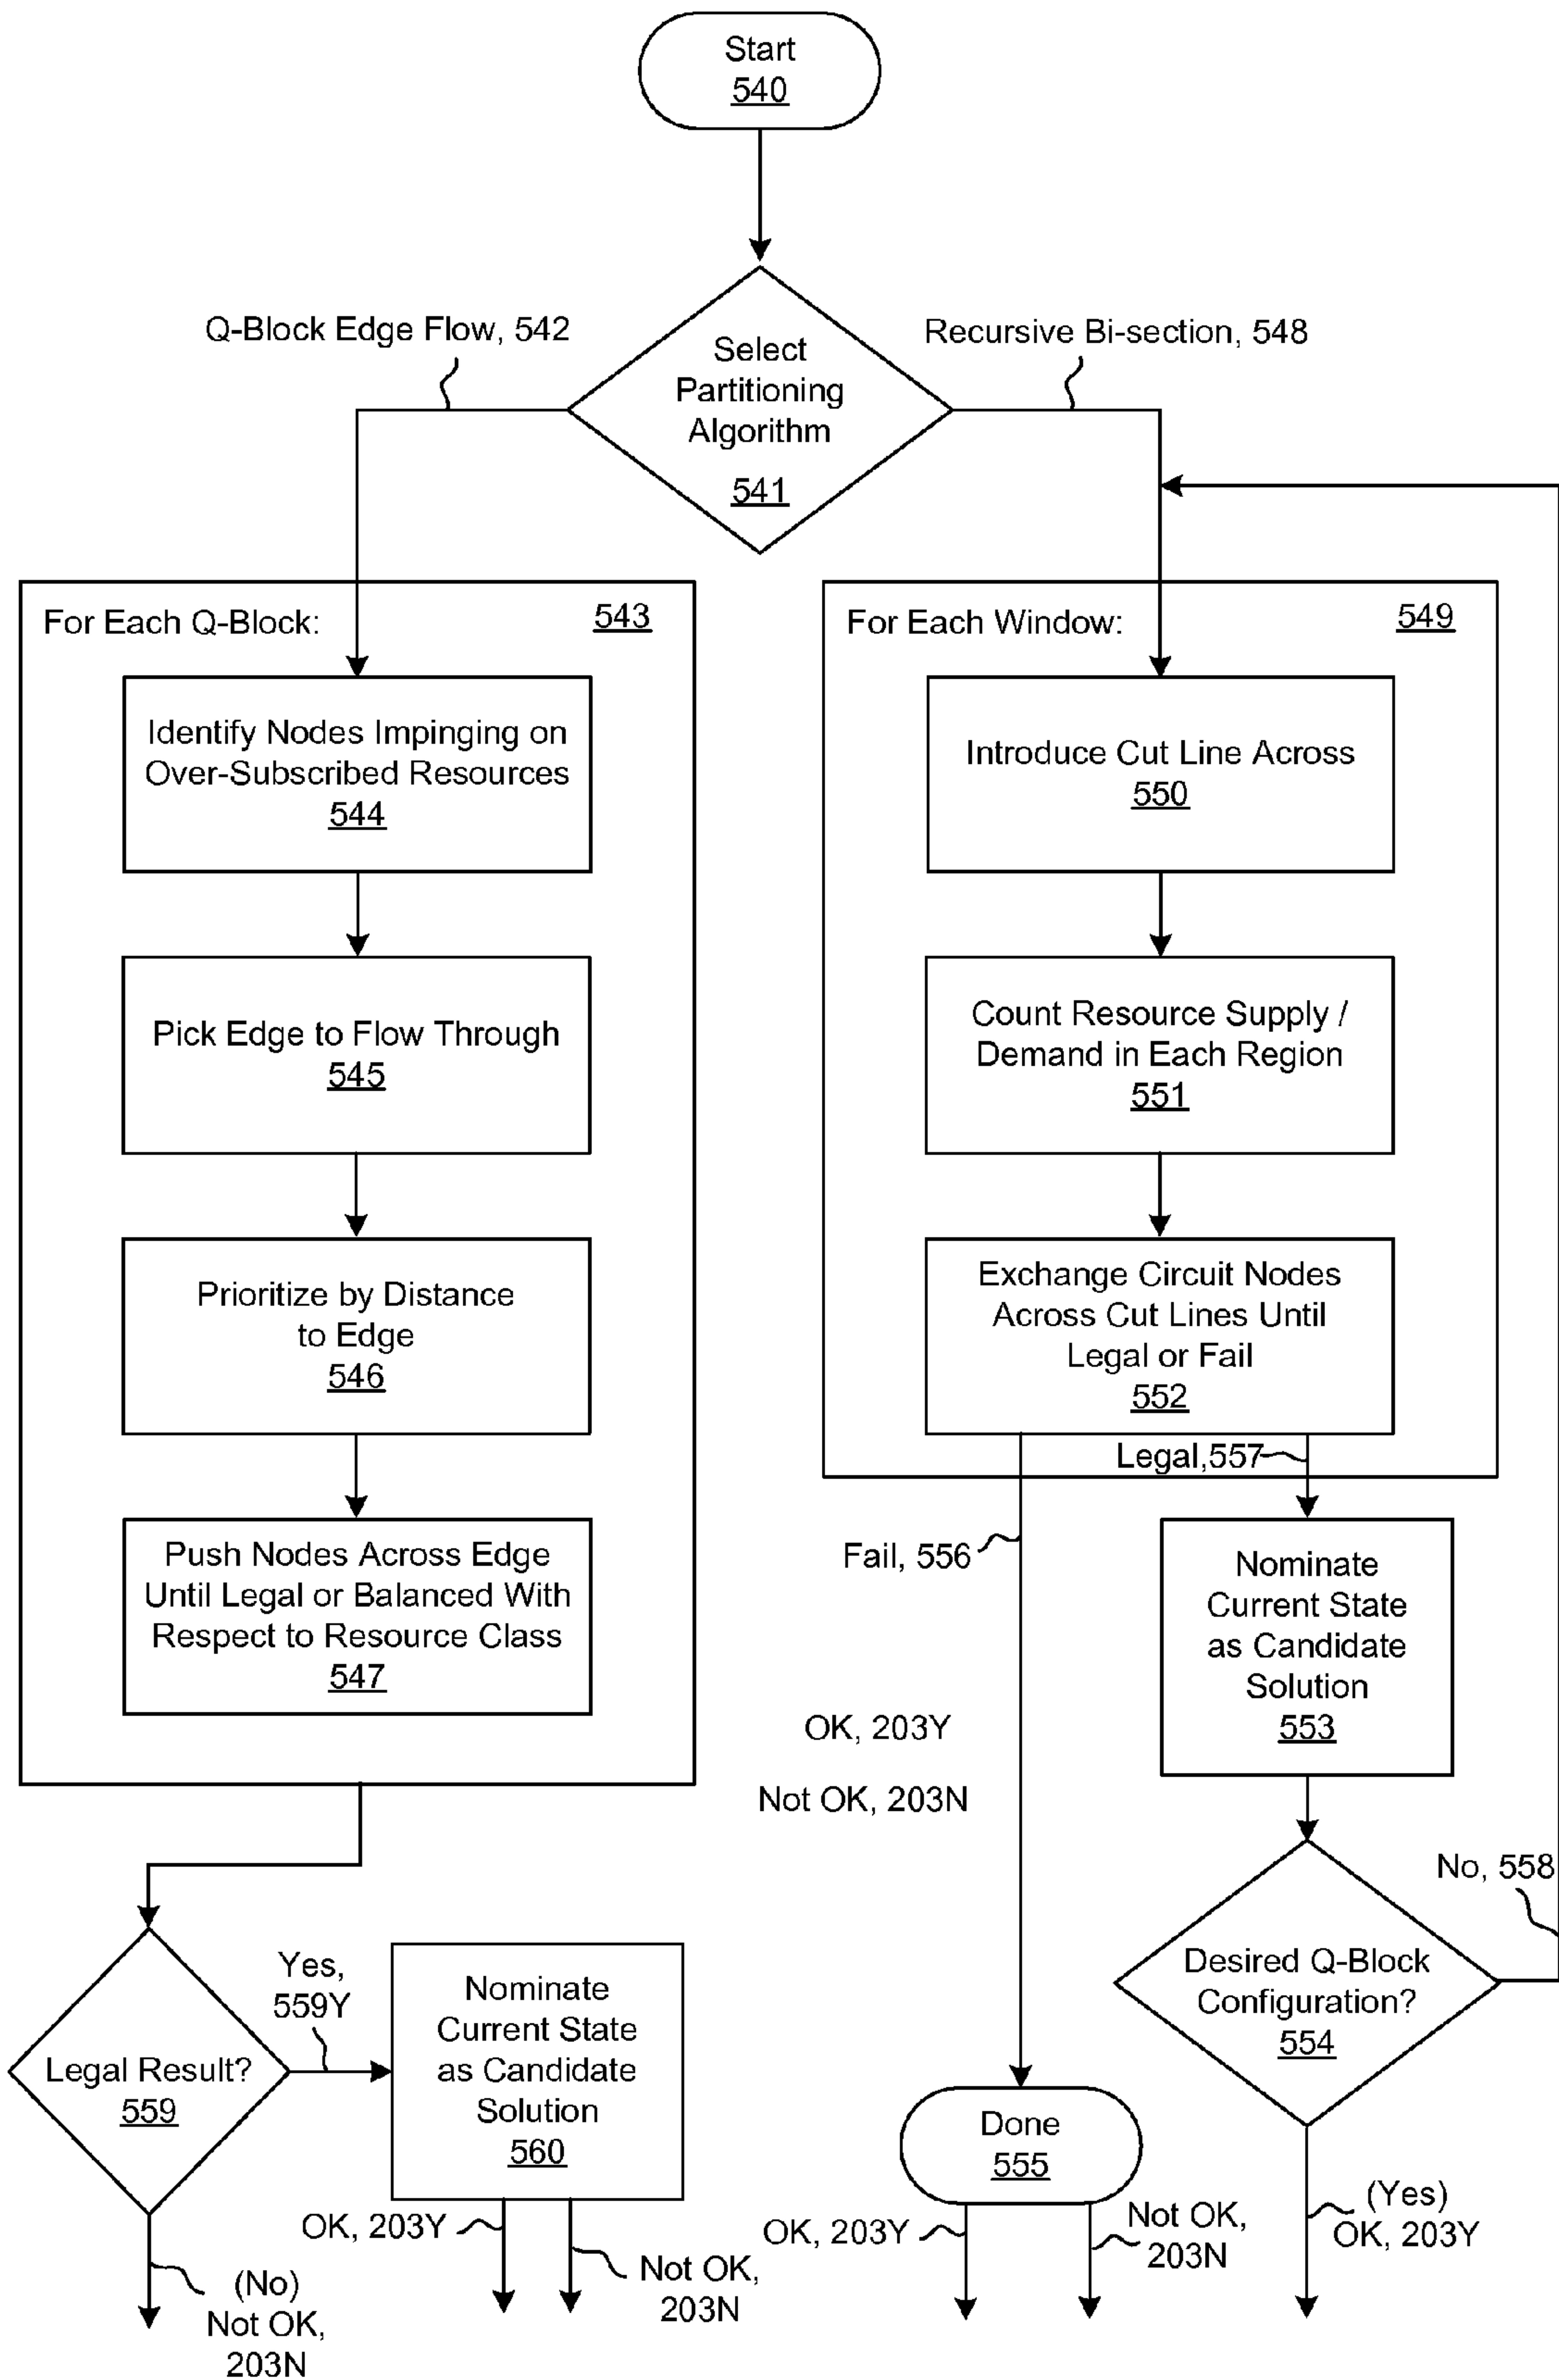 Start
540
Q-Block Edge Flow, 542
Select
Partitioning
Algorithm
541
Recursive Bi-section, 548
For Each Q-Block:
543
Identify Nodes Impinging on
Over-Subscribed Resources
544
Pick Edge to Flow Through
545
Prioritize by Distance
to Edge
546
Push Nodes Across Edge
Until Legal or Balanced With
Respect to Resource Class
547
For Each Window:
549
Introduce Cut Line Across
550
Count Resource Supply /
Demand in Each Region
551
Exchange Circuit Nodes
Across Cut Lines Until
Legal or Fail
552
Legal,557
Fail, 556
Nominate
Current State
as Candidate
Solution
553
OK, 203Y
Not OK, 203N
No, 558
Desired Q-Block
Configuration?
554
Legal Result?
559
Yes,
559Y
Nominate
Current State
as Candidate
Solution
560
Done
555
(No)
Not OK,
203N
OK, 203Y
Not OK,
203N
OK, 203Y
Not OK,
203N
(Yes)
OK, 203Y